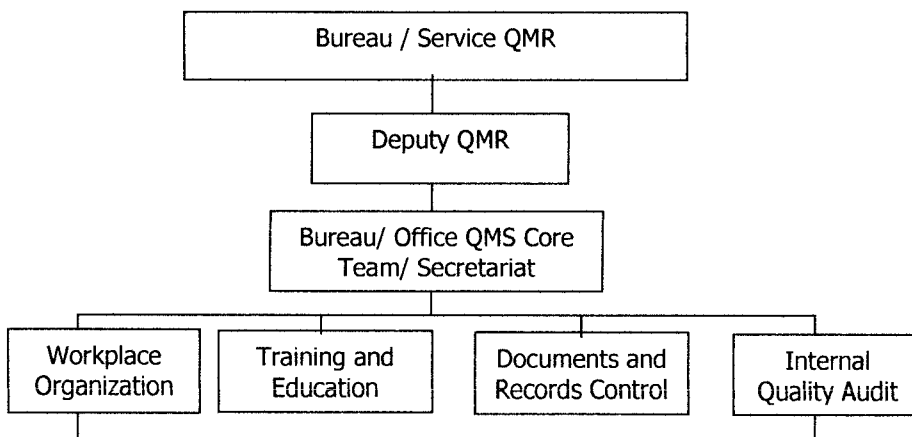 Bureau / Service QMR
Deputy QMR
Bureau/ Office QMS Core
Team/ Secretariat
Workplace
Organization
Training and
Education
Documents and
Records Control
Internal
Quality Audit